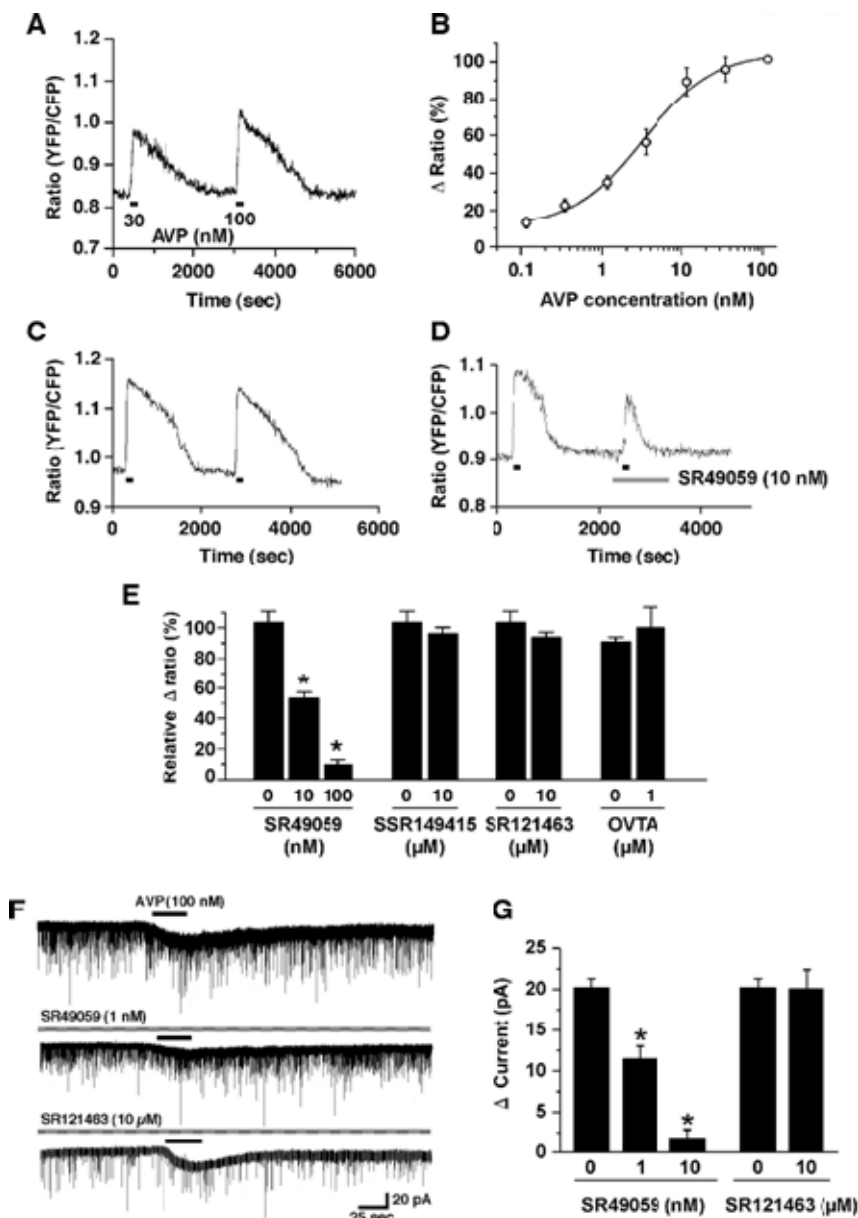 A
Ratio (YFP/CFP)
1.2
1.1
1.0
0.9
0.8
0.7
30
100
AVP (nM)
0
2000
4000
6000
Time (sec)
B
Δ Ratio (%)
100
80
60
40
20
0
0.1
1
10
100
AVP concentration (nM)
C
Ratio (YFP/CFP)
1.2
1.1
1.0
0.9
0
2000
4000
6000
Time (sec)
D
Ratio (YFP/CFP)
1.1
1.0
0.9
0.8
SR49059 (10 nM)
0
2000
4000
Time (sec)
E
Relative Δ ratio (%)
100
80
60
40
20
0
*
*
0 10 100
0 10
0 10
0 1
SR49059
(nM)
SSR149415
(μM)
SR121463
(μM)
OVTA
(μM)
F
AVP(100 nM)
SR49059 (1 nM)
SR121463 (10 μM)
20 pA
25 sec
G
Δ Current (pA)
25
20
15
10
5
0
*
*
0 1 10
0 10
SR49059 (nM)
SR121463 (μM)